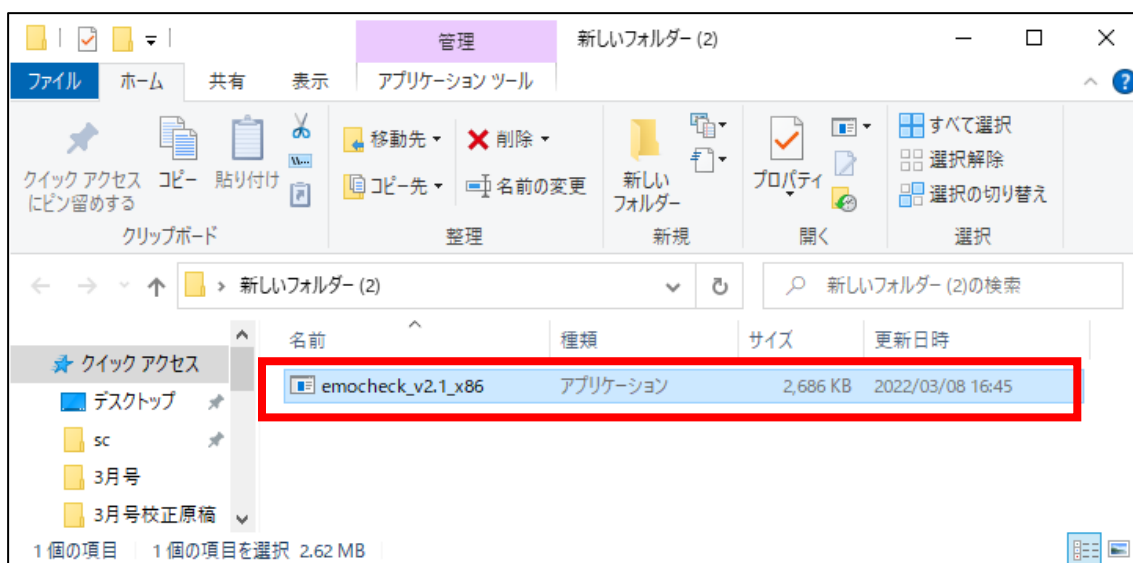 管理
新しいフォルダー (2)
ファイル ホーム 共有 表示 アプリケーション ツール
クイック アクセス
にピン留めする
コピー
貼り付け
移動先
コピー先
削除
名前の変更
新しい
フォルダー
プロパティ
すべて選択
選択解除
選択の切り替え
クリップボード 整理 新規 開く 選択
新しいフォルダー (2)
新しいフォルダー (2)の検索
名前 種類 サイズ 更新日時
クイック アクセス
emocheck_v2.1_x86 アプリケーション 2,686 KB 2022/03/08 16:45
デスクトップ
sc
3月号
3月号校正原稿
1 個の項目 1 個の項目を選択 2.62 MB